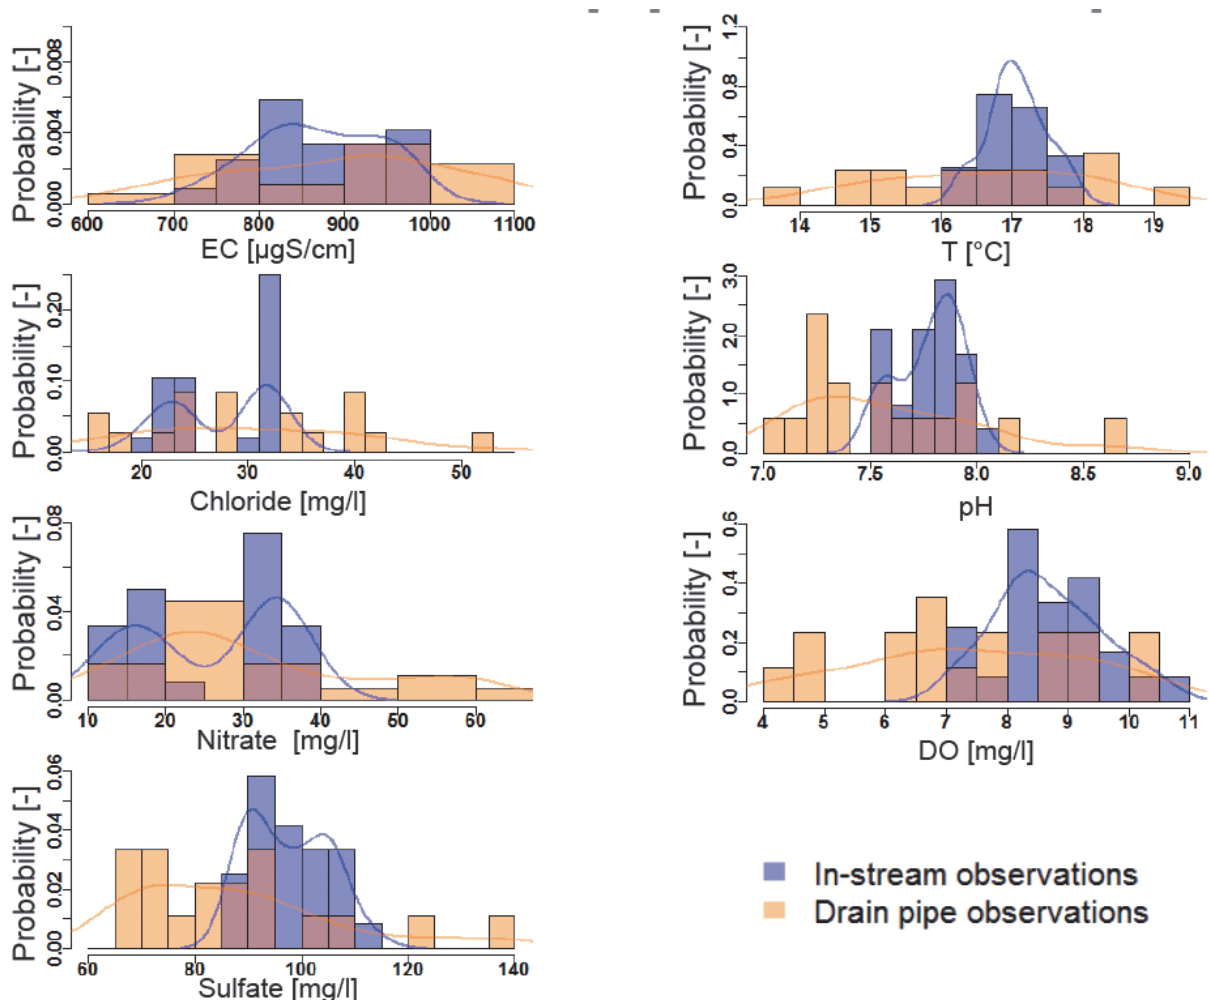 Probability [-]
0.000 0.004 0.008
600 700 800 900 1000 1100
EC [µgS/cm]
Probability [-]
0.0 0.4 0.8 1.2
14 15 16 17 18 19
T [°C]
Probability [-]
0.00 0.10 0.20
20 30 40 50
Chloride [mg/l]
Probability [-]
0.0 1.0 2.0 3.0
7.0 7.5 8.0 8.5 9.0
pH
Probability [-]
0.00 0.04 0.08
10 20 30 40 50 60
Nitrate [mg/l]
Probability [-]
0.0 0.2 0.4 0.6
4 5 6 7 8 9 10 11
DO [mg/l]
Probability [-]
0.00 0.02 0.04 0.06
60 80 100 120 140
Sulfate [mg/l]
In-stream observations
Drain pipe observations